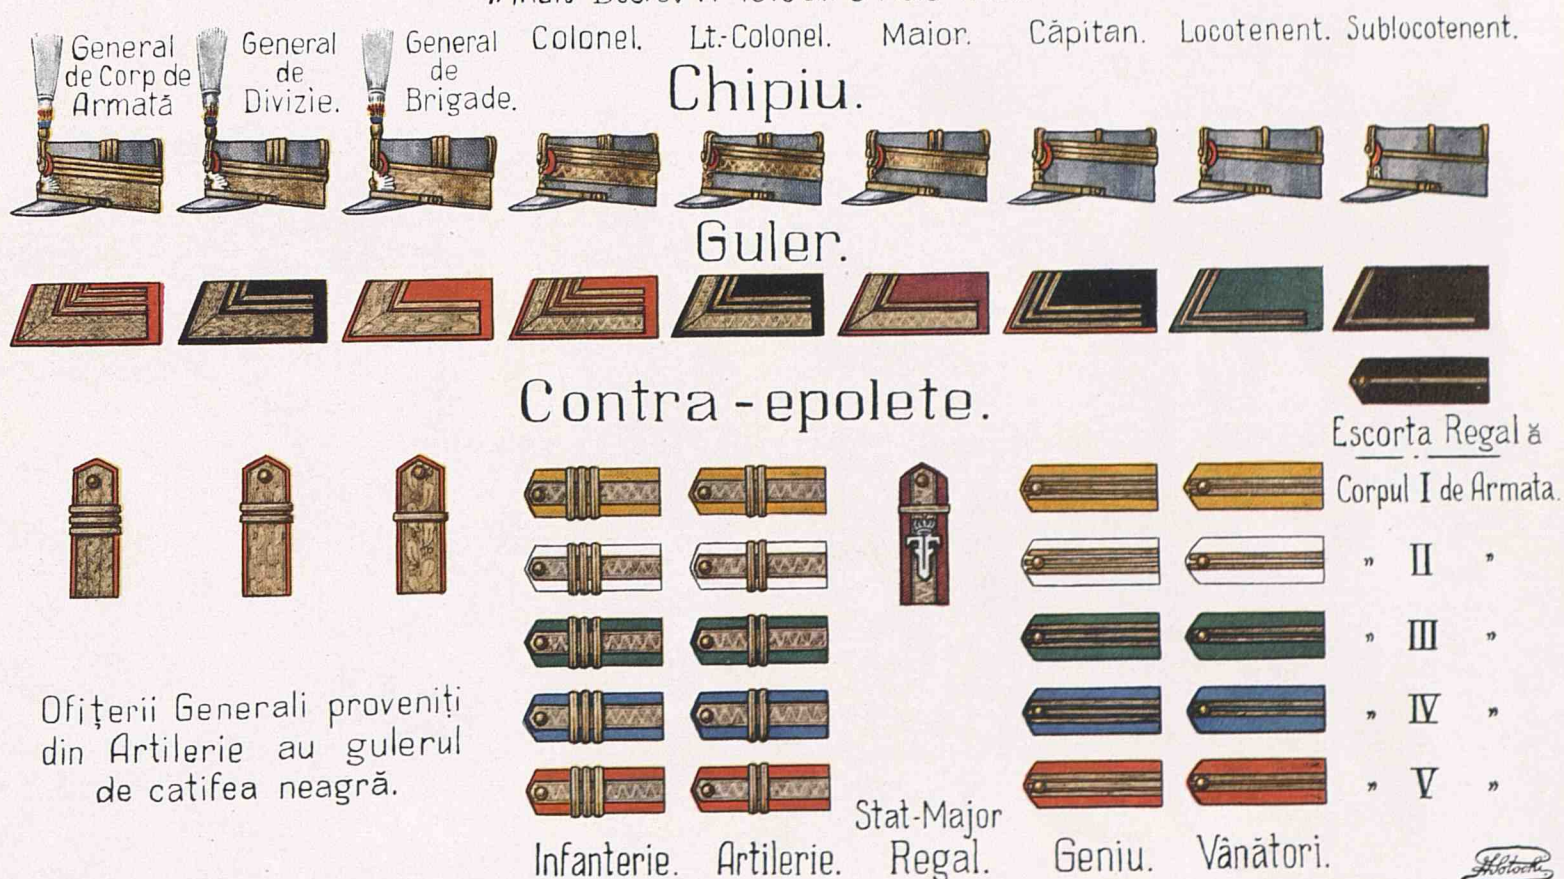 General
de Corp de
Armată
General
de
Divizie.
General
de
Brigade.
Colonel.
Lt.-Colonel.
Maior.
Căpitan.
Locotenent.
Sublocotenent.
Chipiu.
Guler.
Contra-epolete.
Escorta Regală
Corpul I de Armata.
" II "
" III "
" IV "
" V "
Ofițerii Generali proveniți
din Artilerie au gulerul
de catifea neagră.
Infanterie.
Artilerie.
Stat-Major
Regal.
Geniu.
Vânători.